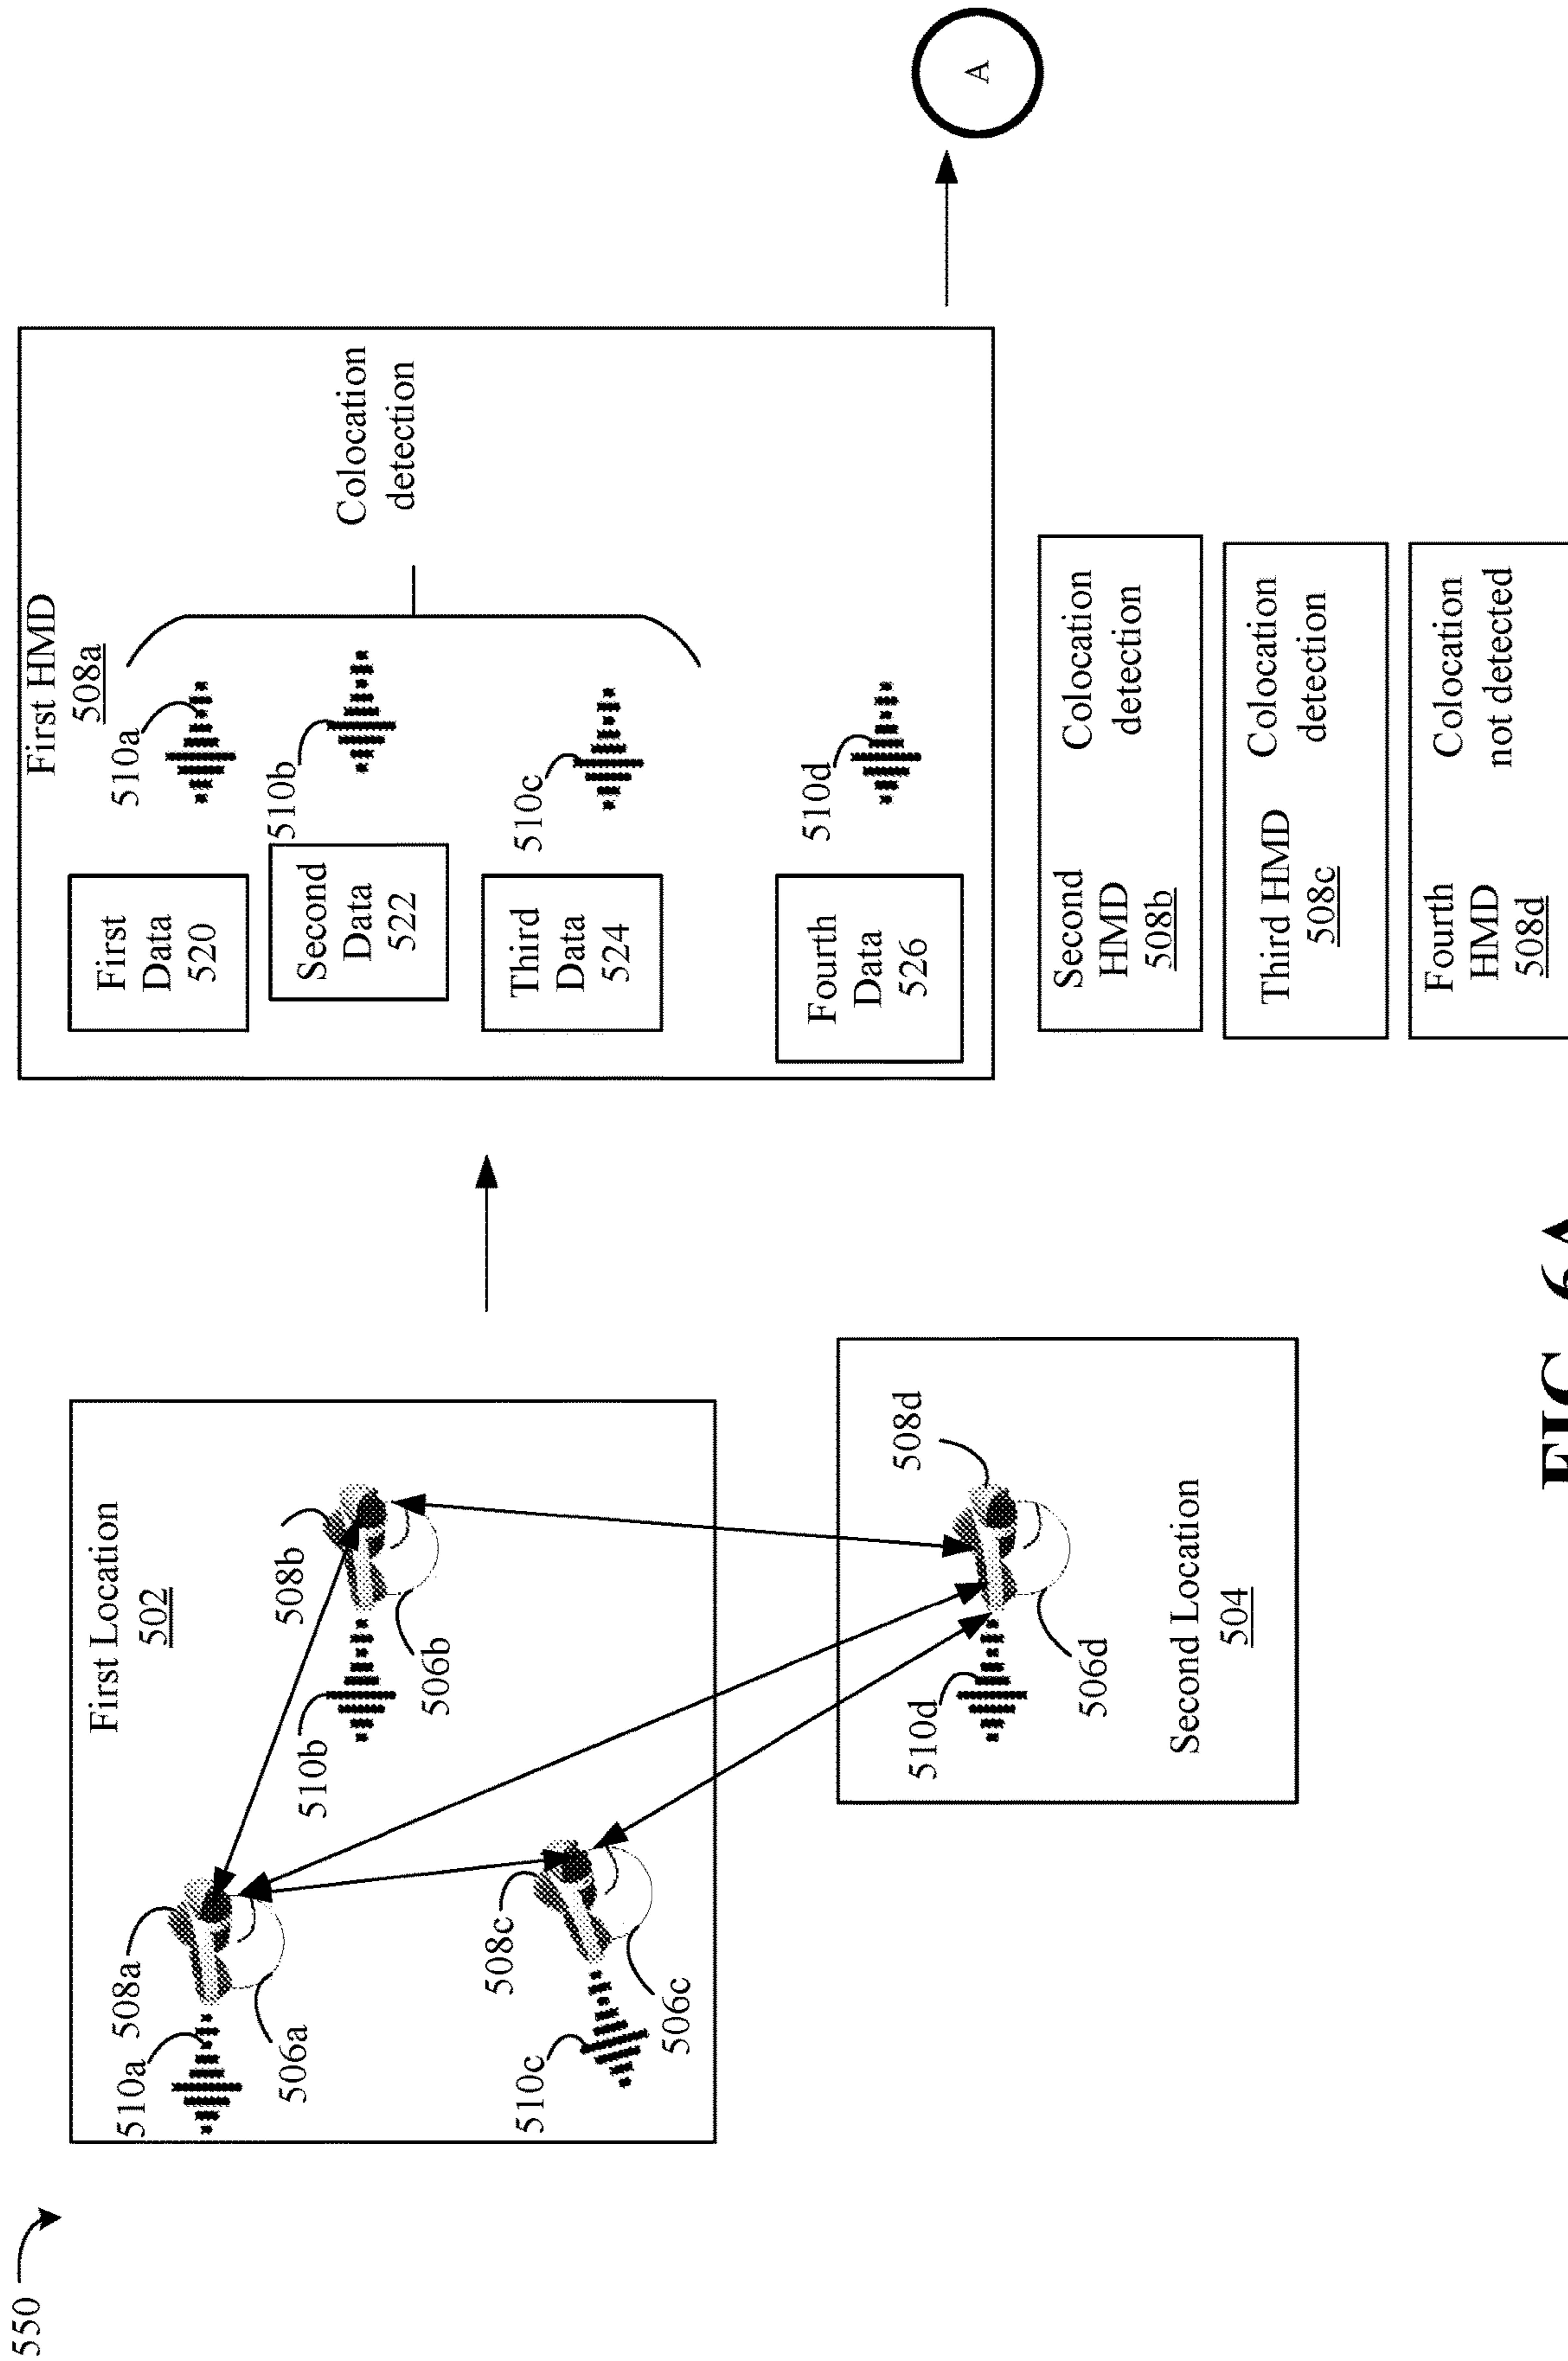 550
First Location
502
510a
508a
506a
510b
508b
506b
510c
508c
506c
510d
508d
506d
Second Location
504
First HMD
508a
First
Data
520
510a
Second
Data
522
510b
Third
Data
524
510c
Fourth
Data
526
510d
Colocation
detection
Second
HMD
508b
Colocation
detection
Third HMD
508c
Colocation
detection
Fourth
HMD
508d
Colocation
not detected
A
FIG. 6A